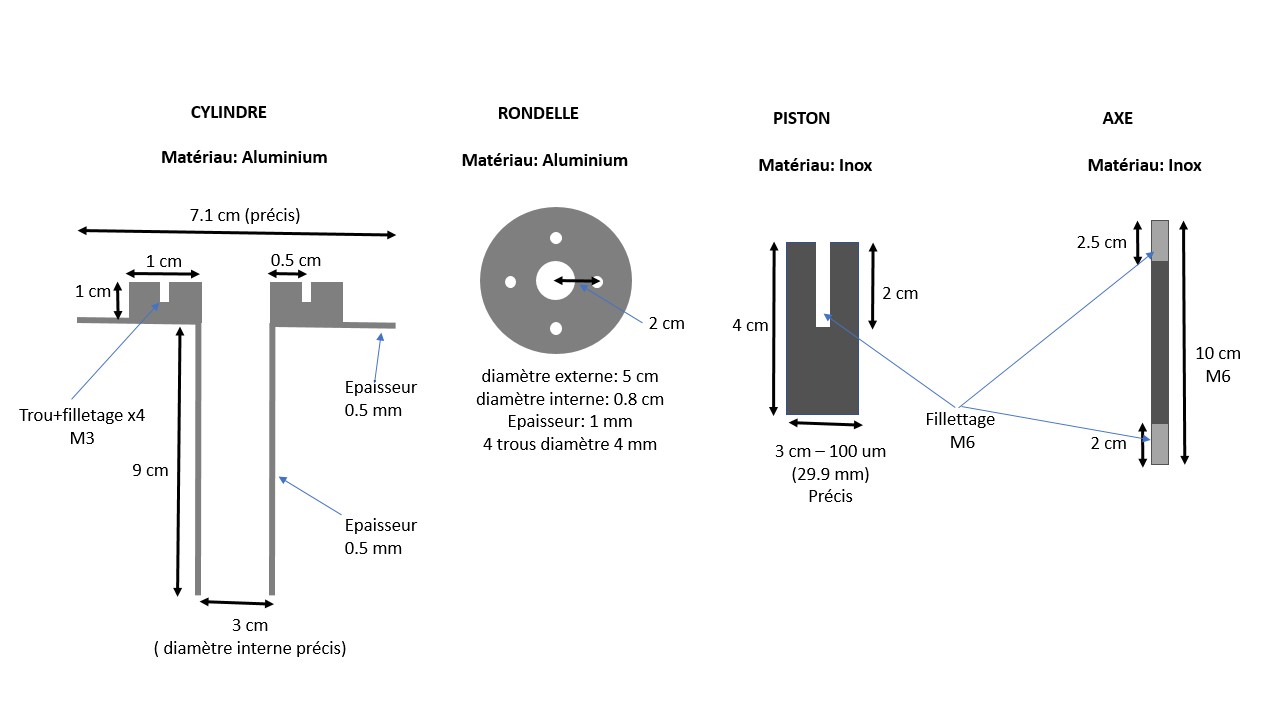 CYLINDRE
Matériau: Aluminium
7.1 cm (précis)
1 cm
0.5 cm
1 cm
Epaisseur
0.5 mm
Trou+filletage x4
M3
9 cm
Epaisseur
0.5 mm
3 cm
( diamètre interne précis)
RONDELLE
Matériau: Aluminium
2 cm
diamètre externe: 5 cm
diamètre interne: 0.8 cm
Epaisseur: 1 mm
4 trous diamètre 4 mm
PISTON
Matériau: Inox
2 cm
4 cm
3 cm – 100 um
(29.9 mm)
Précis
AXE
Matériau: Inox
2.5 cm
10 cm
M6
Fillettage
M6
2 cm